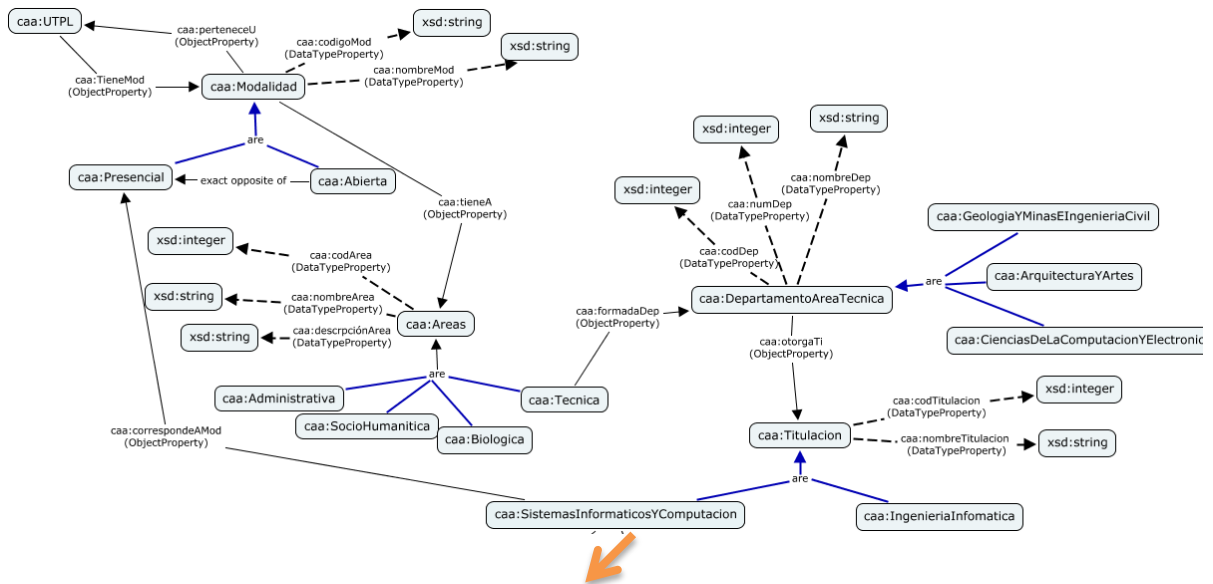 caa:UTPL
caa:perteneceU
(ObjectProperty)
xsd:string
caa:codigoMod
(DataTypeProperty)
xsd:string
caa:nombreMod
(DataTypeProperty)
caa:TieneMod
(ObjectProperty)
caa:Modalidad
are
caa:Presencial
exact opposite of
caa:Abierta
caa:tieneA
(ObjectProperty)
xsd:integer
caa:codArea
(DataTypeProperty)
xsd:string
caa:nombreArea
(DataTypeProperty)
xsd:string
caa:descrpciónArea
(DataTypeProperty)
caa:Areas
are
caa:Administrativa
caa:SocioHumanitica
caa:Biologica
caa:Tecnica
caa:correspondeAMod
(ObjectProperty)
caa:formadaDep
(ObjectProperty)
xsd:integer
xsd:integer
xsd:string
caa:nombreDep
(DataTypeProperty)
caa:numDep
(DataTypeProperty)
caa:codDep
(DataTypeProperty)
caa:DepartamentoAreaTecnica
are
caa:GeologiaYMinasEIngenieriaCivil
caa:ArquitecturaYArtes
caa:CienciasDeLaComputacionYElectronic
caa:otorgaTi
(ObjectProperty)
caa:Titulacion
caa:codTitulacion
(DataTypeProperty)
xsd:integer
caa:nombreTitulacion
(DataTypeProperty)
xsd:string
are
caa:SistemasInformaticosYComputacion
caa:IngenieriaInfomatica